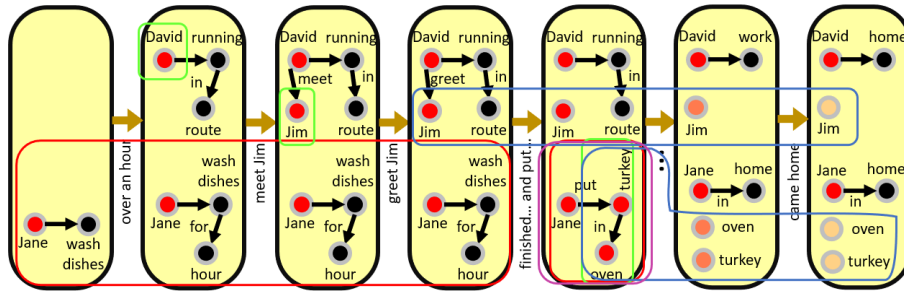 Jane
wash
dishes
over an hour
David running
in
route
wash
dishes
Jane
for
hour
meet Jim
David running
meet
in
Jim
route
wash
dishes
Jane
for
hour
greet Jim
David running
greet
in
Jim
route
wash
dishes
Jane
for
hour
finished... and put...
David running
in
Jim
route
turkey
put
Jane
in
oven
....
David work
Jim
Jane home
in
oven
turkey
came home
David home
Jim
Jane home
in
oven
turkey